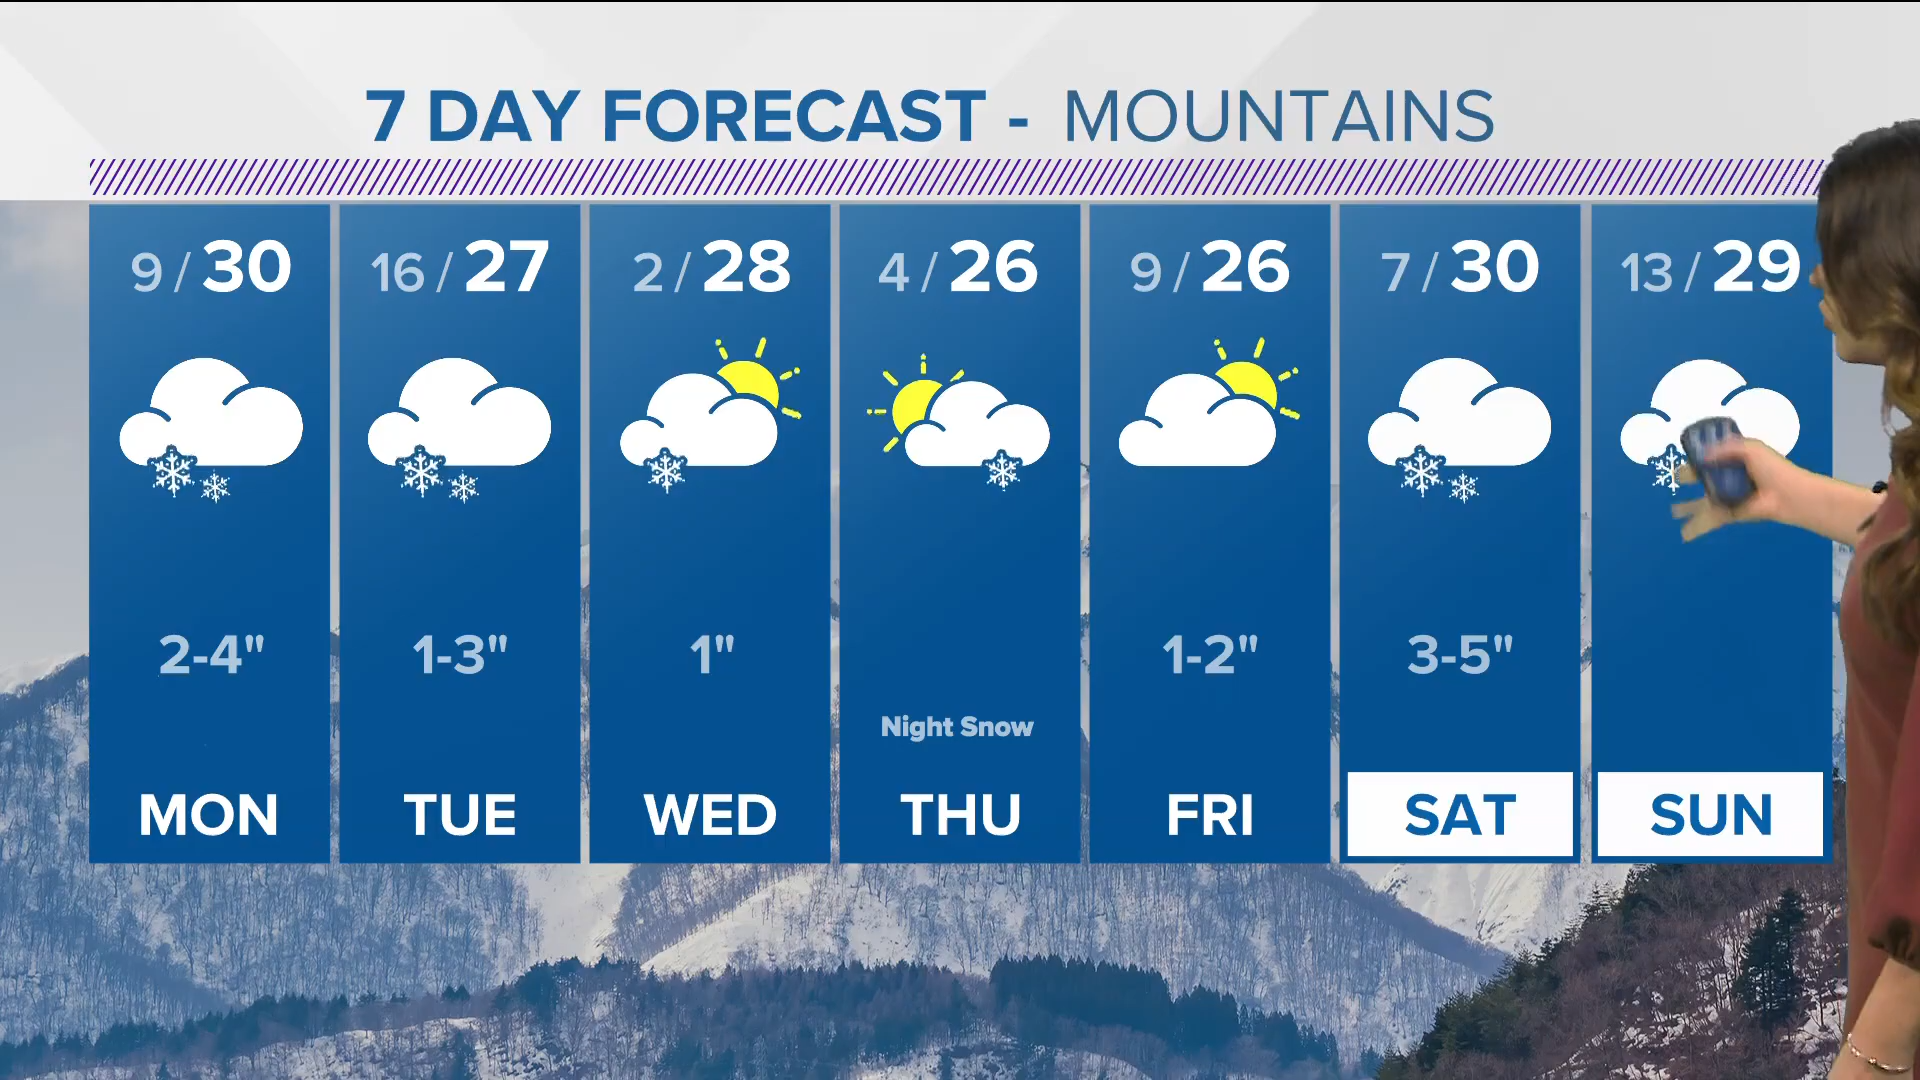 7 DAY FORECAST - MOUNTAINS
9 / 30
16 / 27
2 / 28
4 / 26
9 / 26
7 / 30
13 / 29
2-4"
1-3"
1"
1-2"
3-5"
Night Snow
MON
TUE
WED
THU
FRI
SAT
SUN